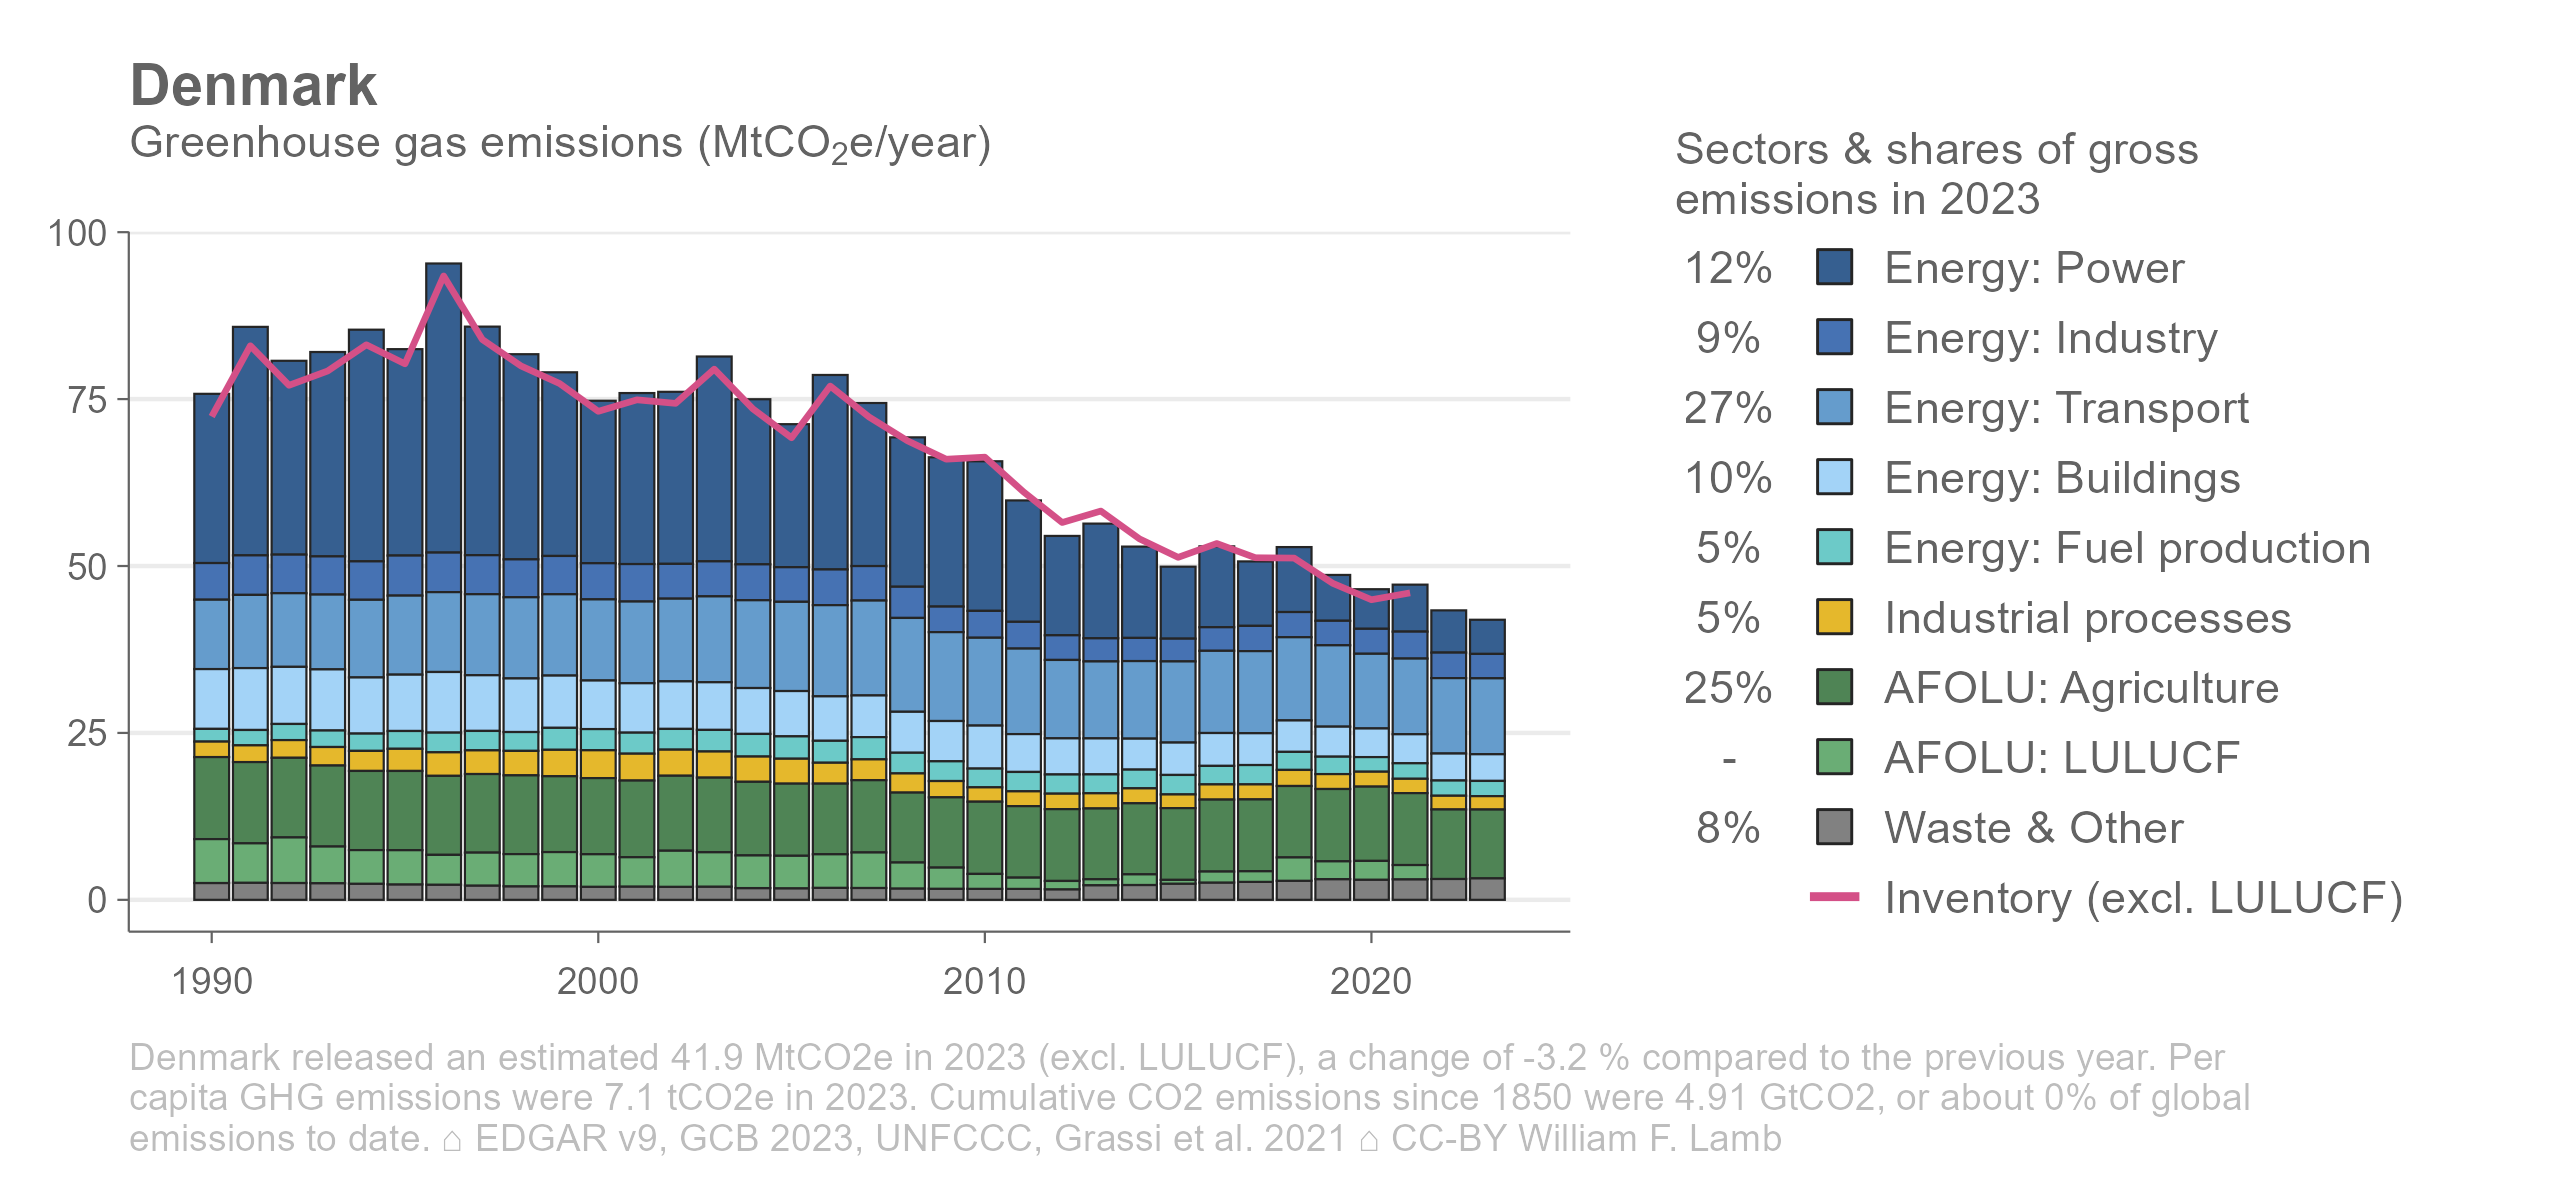 Denmark
Greenhouse gas emissions (MtCO₂e/year)
100
75
50
25
0
1990
2000
2010
2020
Sectors & shares of gross
emissions in 2023
12% Energy: Power
9% Energy: Industry
27% Energy: Transport
10% Energy: Buildings
5% Energy: Fuel production
5% Industrial processes
25% AFOLU: Agriculture
- AFOLU: LULUCF
8% Waste & Other
Inventory (excl. LULUCF)
Denmark released an estimated 41.9 MtCO2e in 2023 (excl. LULUCF), a change of -3.2 % compared to the previous year. Per
capita GHG emissions were 7.1 tCO2e in 2023. Cumulative CO2 emissions since 1850 were 4.91 GtCO2, or about 0% of global
emissions to date. ⌂ EDGAR v9, GCB 2023, UNFCCC, Grassi et al. 2021 ⌂ CC-BY William F. Lamb